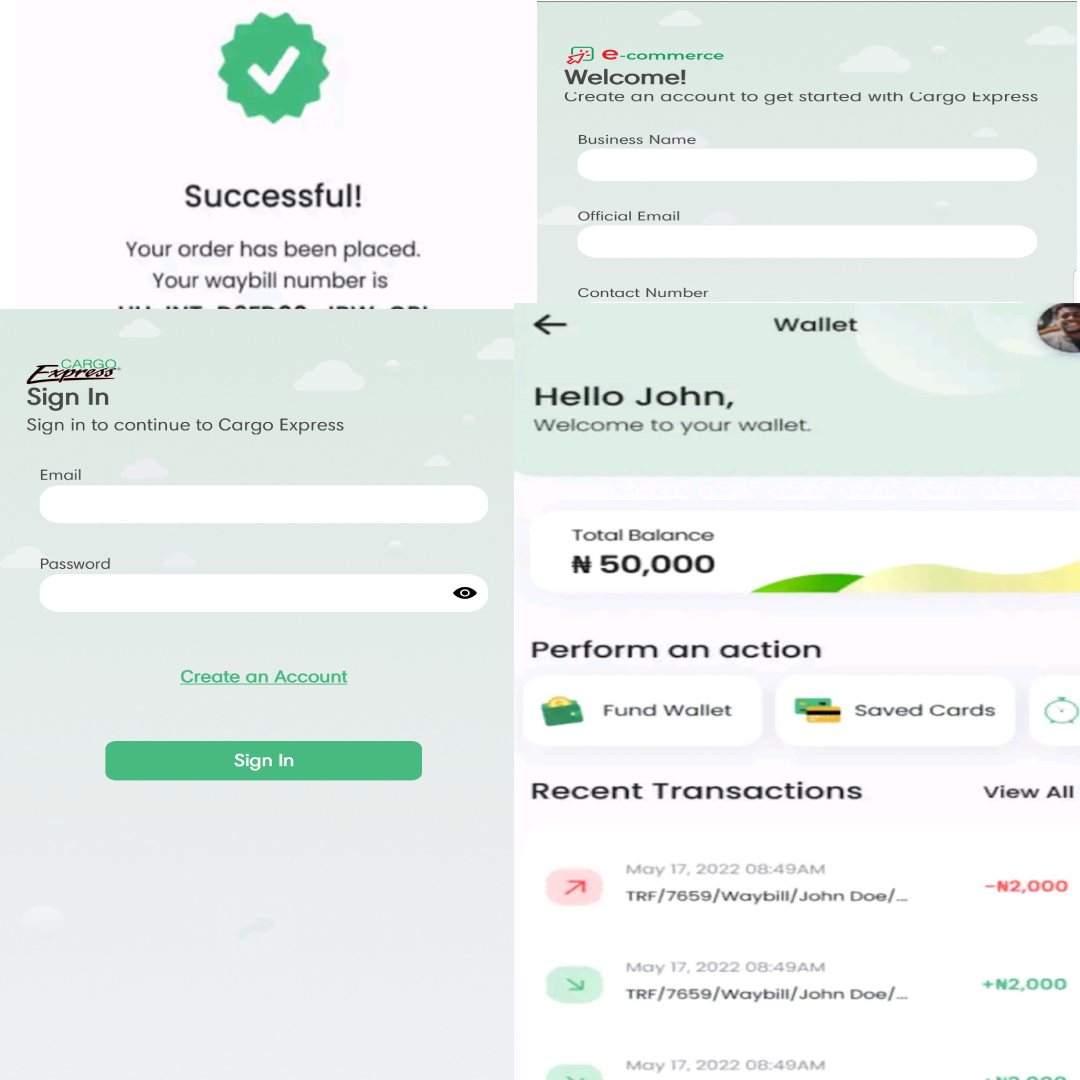 Successful!
Your order has been placed.
Your waybill number is
e-commerce
Welcome!
Create an account to get started with Cargo Express
Business Name
Official Email
Contact Number
CARGO
Express
Sign In
Sign in to continue to Cargo Express
Email
Password
Create an Account
Sign In
Wallet
Hello John,
Welcome to your wallet.
Total Balance
₦ 50,000
Perform an action
Fund Wallet
Saved Cards
Recent Transactions
View All
May 17, 2022 08:49AM
TRF/7659/Waybill/John Doe/...
-₦2,000
May 17, 2022 08:49AM
TRF/7659/Waybill/John Doe/...
+₦2,000
May 17, 2022 08:49AM